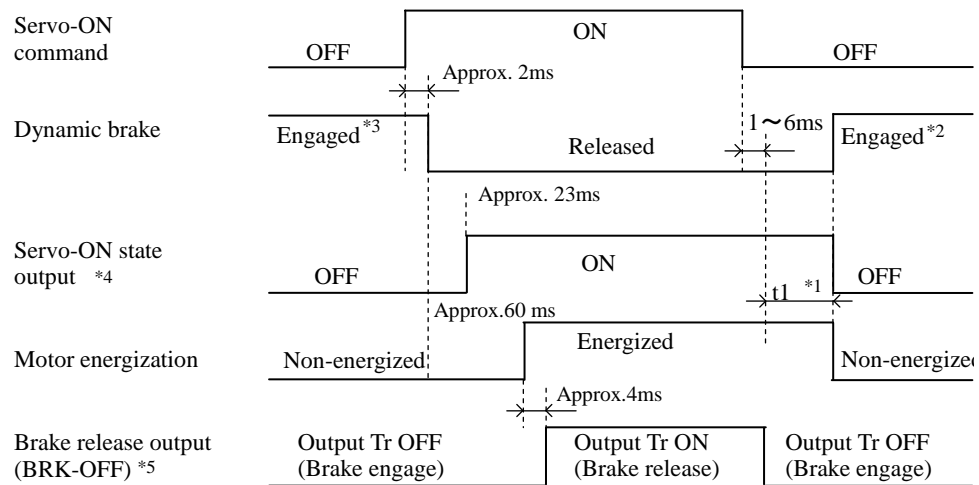 Servo-ON
command
OFF
ON
OFF
Approx. 2ms
Dynamic brake
Engaged*3
Released
1～6ms
Engaged*2
Approx. 23ms
Servo-ON state
output *4
OFF
ON
t1 *1
OFF
Approx.60 ms
Motor energization
Non-energized
Energized
Non-energized
Approx.4ms
Brake release output
(BRK-OFF) *5
Output Tr OFF
(Brake engage)
Output Tr ON
(Brake release)
Output Tr OFF
(Brake engage)